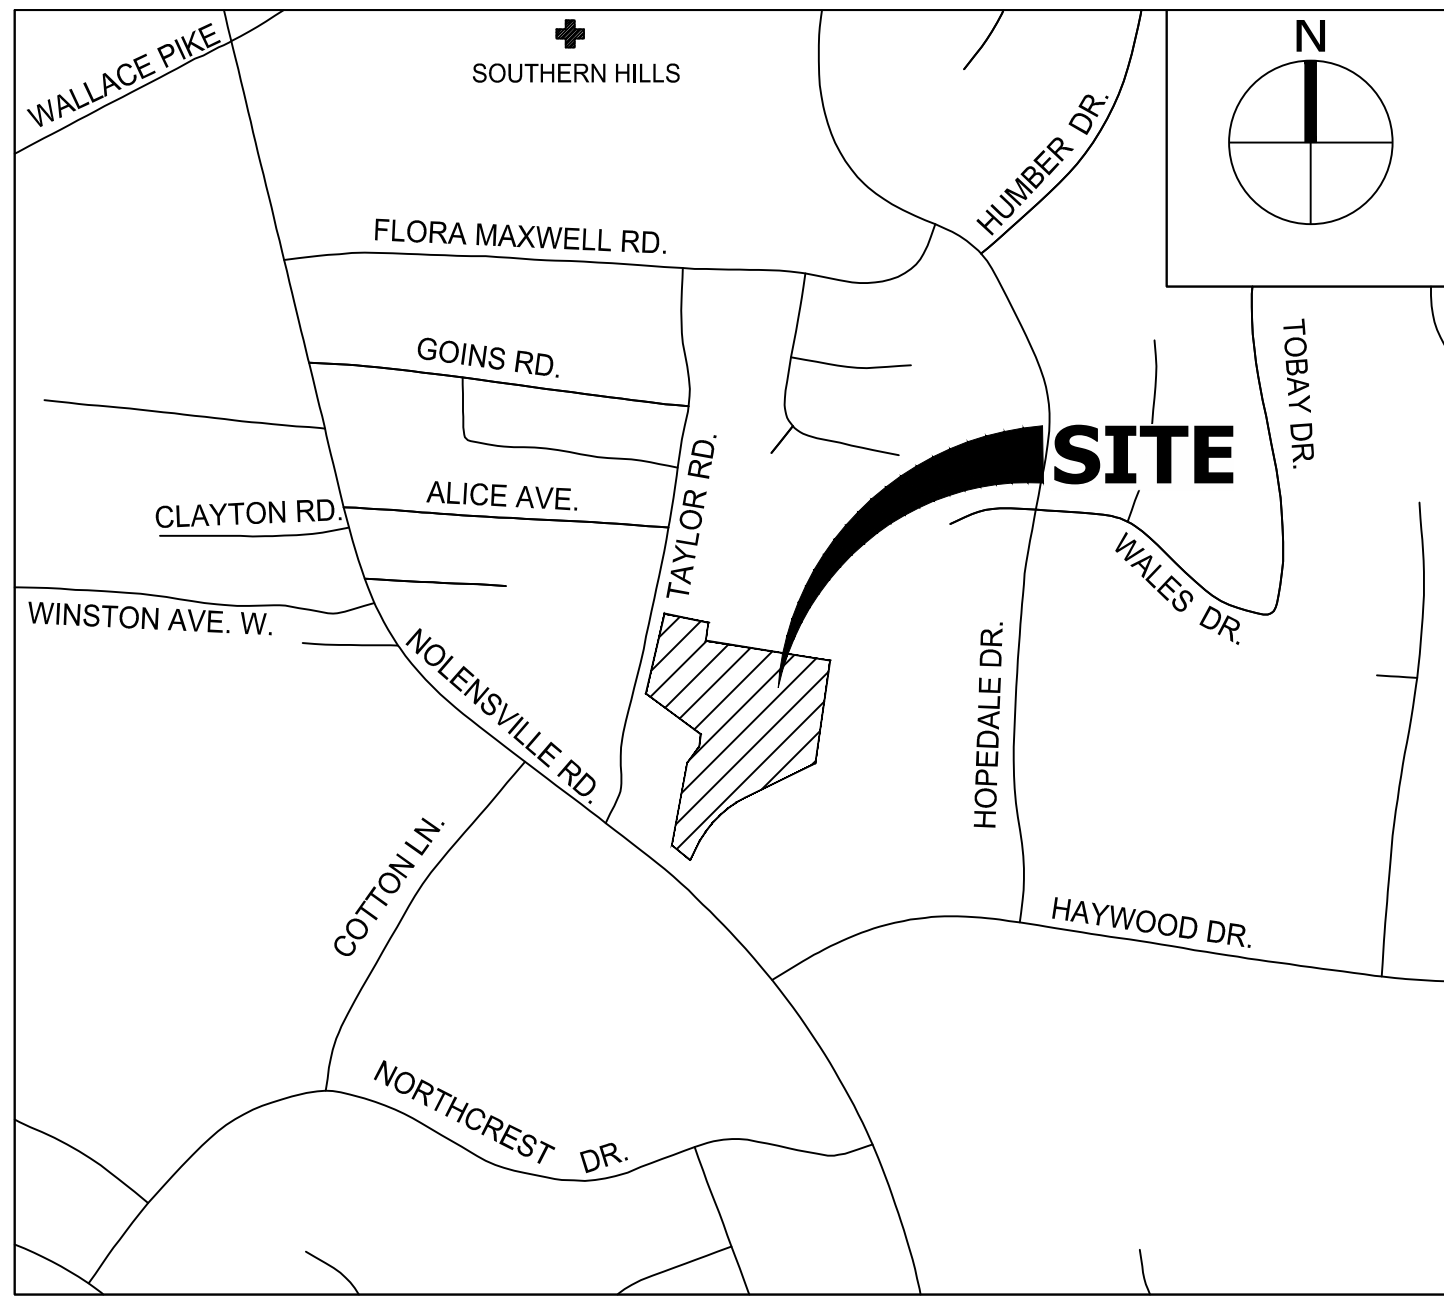 WALLACE PIKE
SOUTHERN HILLS
N
HUMBER DR.
FLORA MAXWELL RD.
GOINS RD.
TOBAY DR.
SITE
TAYLOR RD.
ALICE AVE.
CLAYTON RD.
WALES DR.
WINSTON AVE. W.
NOLENSVILLE RD.
HOPEDALE DR.
COTTON LN.
HAYWOOD DR.
NORTHCREST DR.